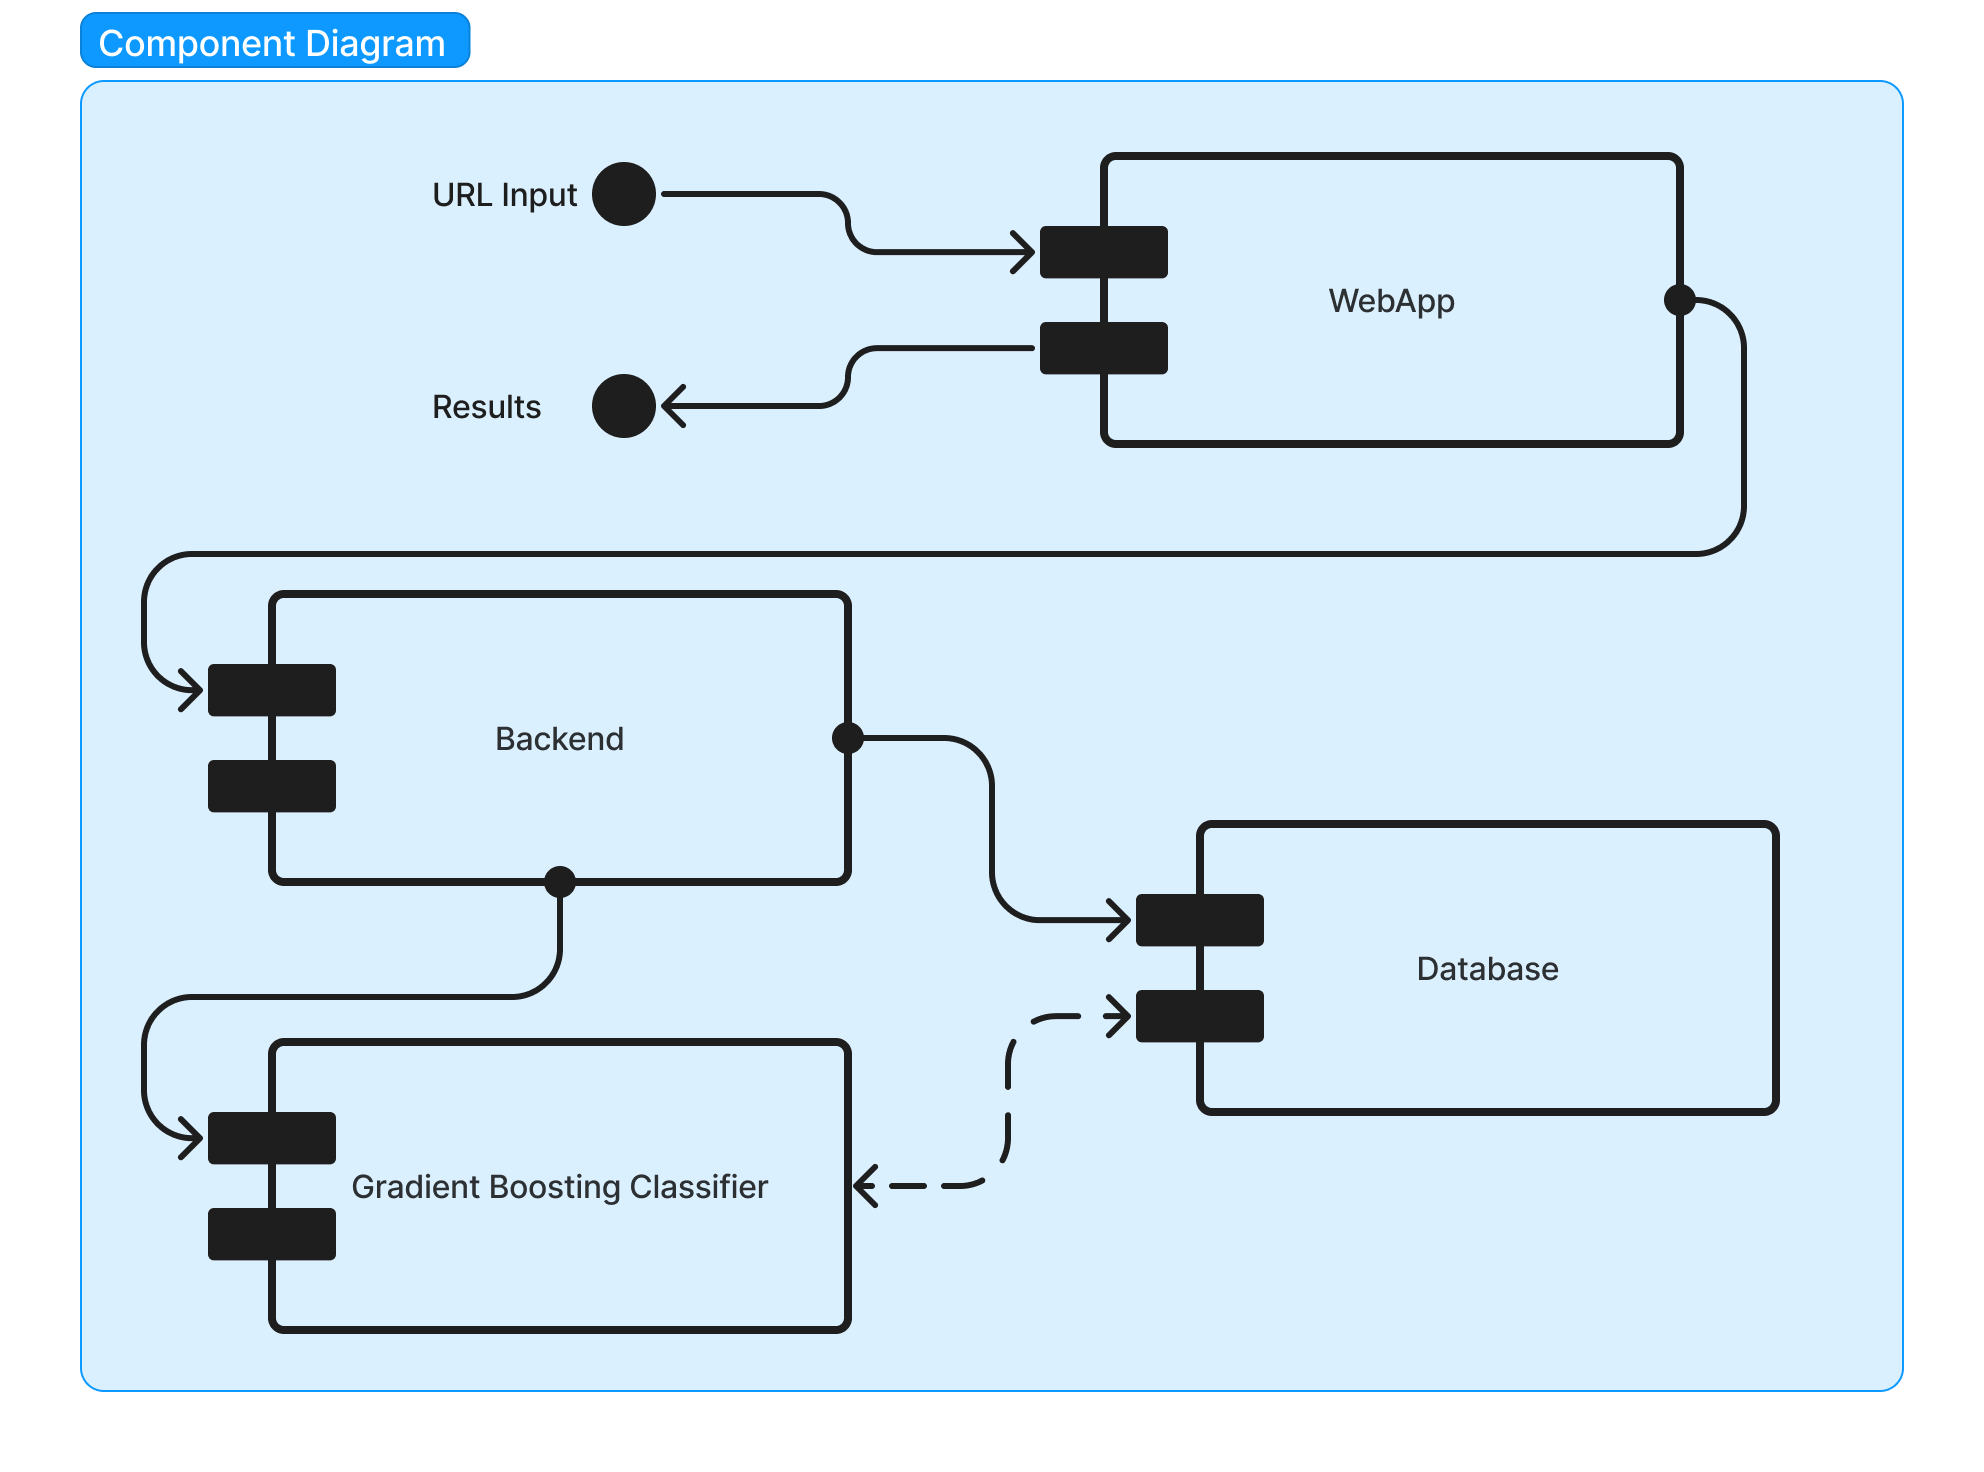 Component Diagram
URL Input
WebApp
Results
Backend
Database
Gradient Boosting Classifier